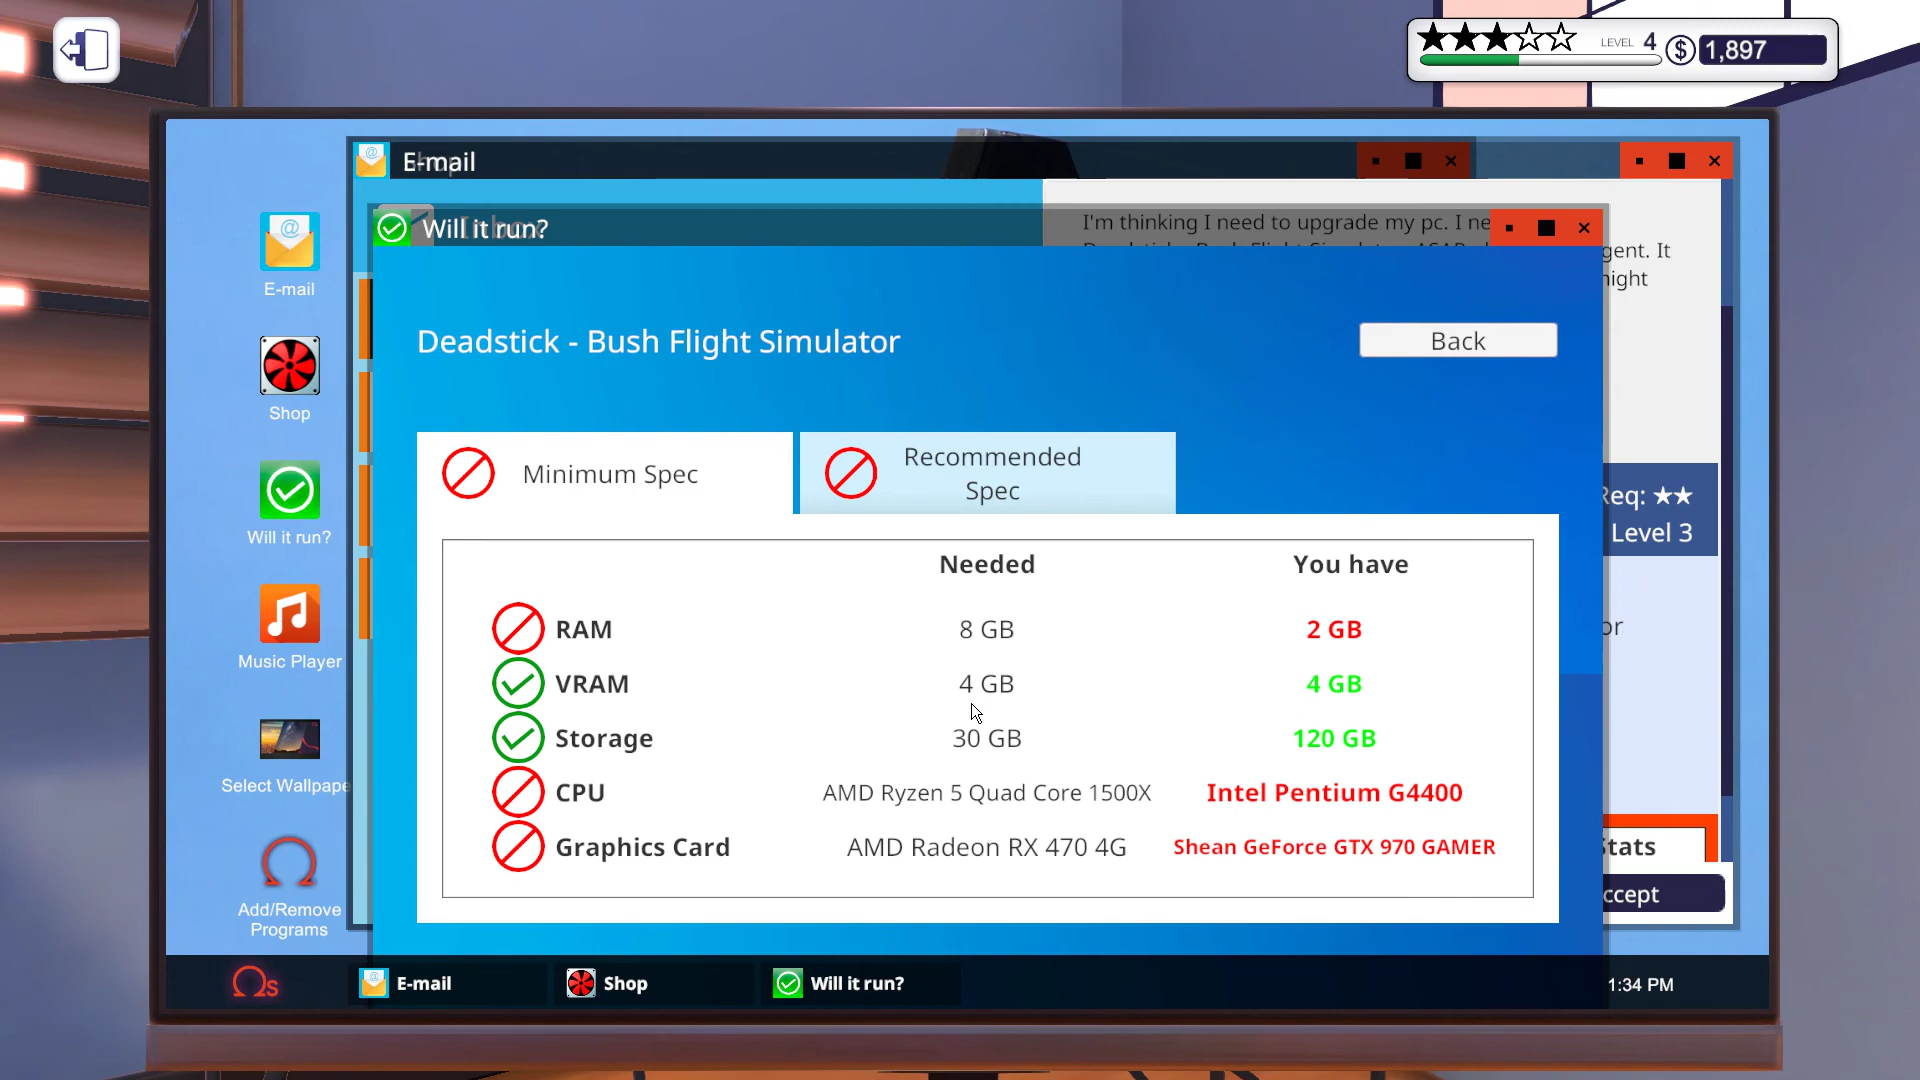 LEVEL 4 $ 1,897
E-mail
Will it run?
I'm thinking I need to upgrade my pc. I ne
gent. It
night
E-mail
Shop
Will it run?
Music Player
Select Wallpape
Add/Remove
Programs
Deadstick - Bush Flight Simulator
Back
Minimum Spec
Recommended
Spec
Needed You have
RAM 8 GB 2 GB
VRAM 4 GB 4 GB
Storage 30 GB 120 GB
CPU AMD Ryzen 5 Quad Core 1500X Intel Pentium G4400
Graphics Card AMD Radeon RX 470 4G Shean GeForce GTX 970 GAMER
Req: ★★
Level 3
or
Stats
ccept
Ωs E-mail Shop Will it run? 1:34 PM